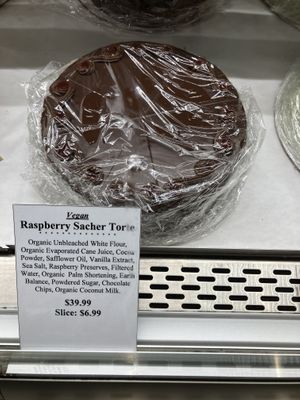 Vegan
Raspberry Sacher Torte
Organic Unbleached White Flour,
Organic Evaporated Cane Juice, Cocoa
Powder, Safflower Oil, Vanilla Extract,
Sea Salt, Raspberry Preserves, Filtered
Water, Organic Palm Shortening, Earth
Balance, Powdered Sugar, Chocolate
Chips, Organic Coconut Milk.
$39.99
Slice: $6.99